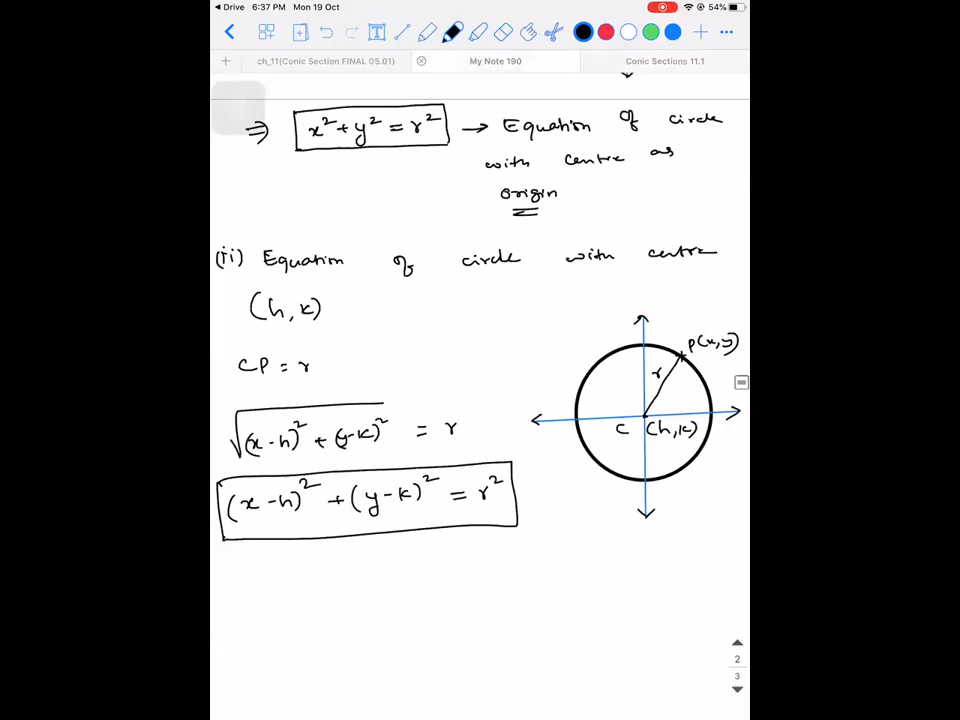 Drive 6:37 PM Mon 19 Oct 54%
ch_11(Conic Section FINAL 05.01) My Note 190 Conic Sections 11.1
⇒ x² + y² = r² → Equation of circle
with centre as
origin
(ii) Equation of circle with centre
(h, k)
CP = r
√(x-h)² + (y-k)² = r
(x-h)² + (y-k)² = r²
P(x,y)
r
C (h,k)
2
3